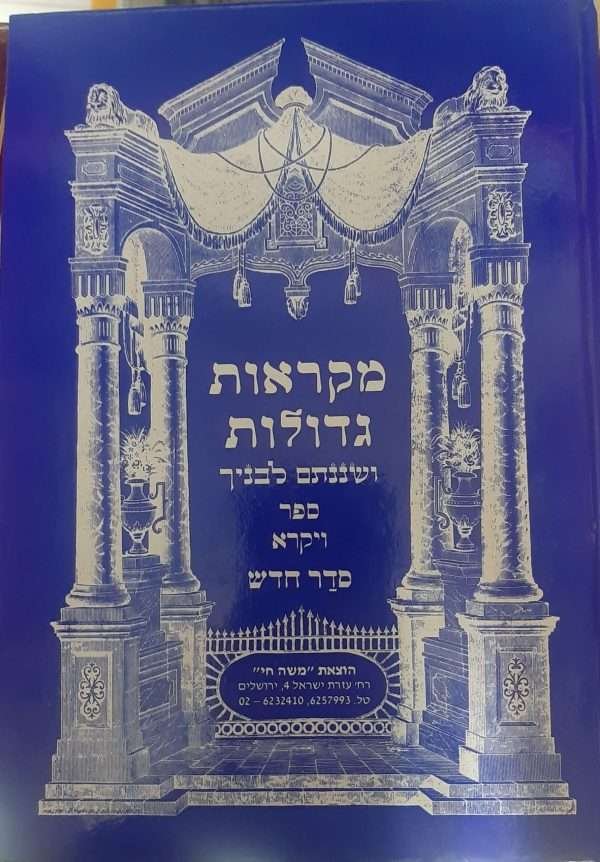 מקראות
גדולות
ושננתם לבניך
ספר
ויקרא
סדַר חדש
הוצאת "משה חי"
רח׳ עזרת ישראל 4, ירושלים
טל. 6257993, 6232410 – 02